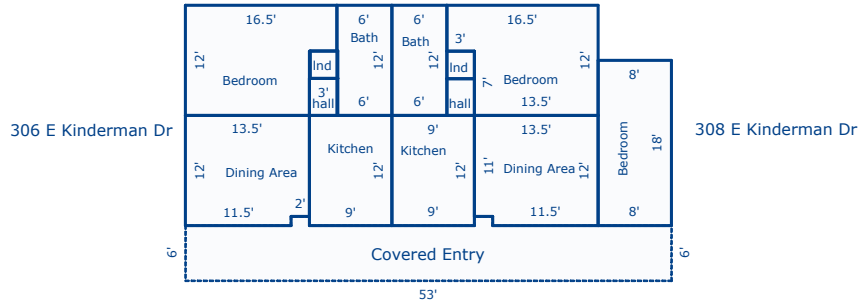 16.5' 6' 6' 16.5'
Bath Bath 3'
12' lnd 12' 12' lnd 12' 8'
Bedroom 7' Bedroom
3'
hall 6' 6' hall 13.5'
306 E Kinderman Dr 13.5' 9' 13.5' 308 E Kinderman Dr
Kitchen Kitchen Bedroom 18'
12' Dining Area 12' 12' 11' Dining Area 12'
2'
11.5' 9' 9' 11.5' 8'
6' Covered Entry 6'
53'